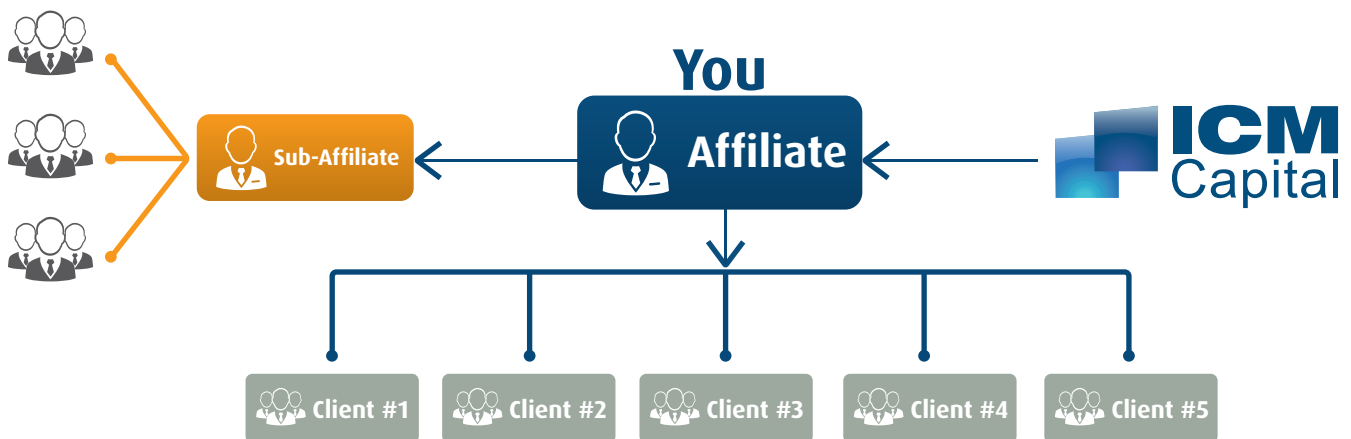 You
Affiliate
Sub-Affiliate
ICM
Capital
Client #1
Client #2
Client #3
Client #4
Client #5